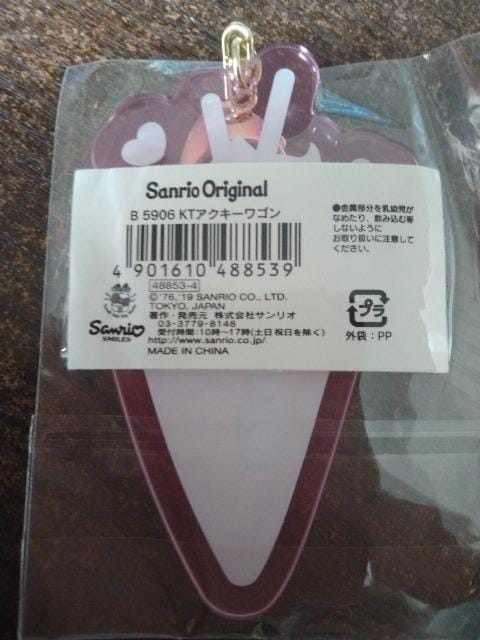 Sanrio Original
B 5906 KTアクキーワゴン
4 901610 488539
48853-4
©'76,'19 SANRIO CO., LTD.
TOKYO, JAPAN
著作・発売元 株式会社サンリオ
03-3779-8148
受付時間:10時〜17時(土日祝日を除く)
http://www.sanrio.co.jp/
MADE IN CHINA
Sanrio
SMILES
●金属部分を乳幼児が
なめたり、飲み込む等
しないように
お取り扱いに注意して
ください。
プラ
外袋:PP